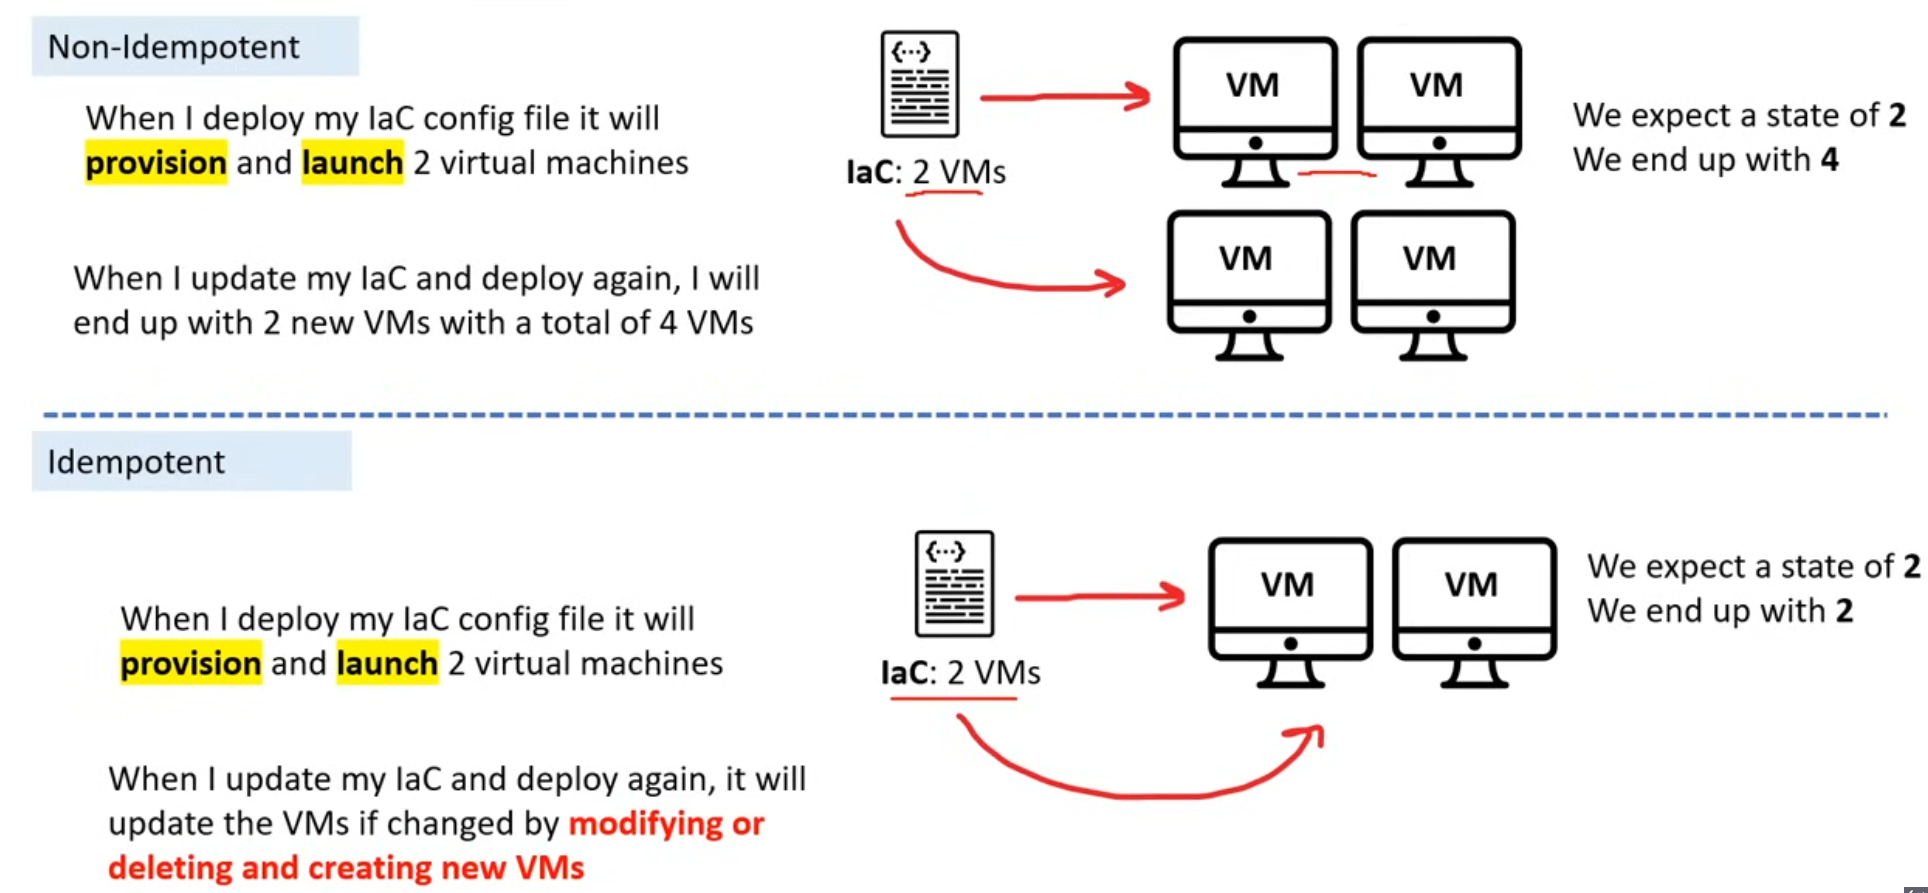 Non-Idempotent
When I deploy my IaC config file it will
provision and launch 2 virtual machines
When I update my IaC and deploy again, I will
end up with 2 new VMs with a total of 4 VMs
{···}
IaC: 2 VMs
VM
VM
VM
VM
We expect a state of 2
We end up with 4
Idempotent
When I deploy my IaC config file it will
provision and launch 2 virtual machines
When I update my IaC and deploy again, it will
update the VMs if changed by modifying or
deleting and creating new VMs
{···}
IaC: 2 VMs
VM
VM
We expect a state of 2
We end up with 2